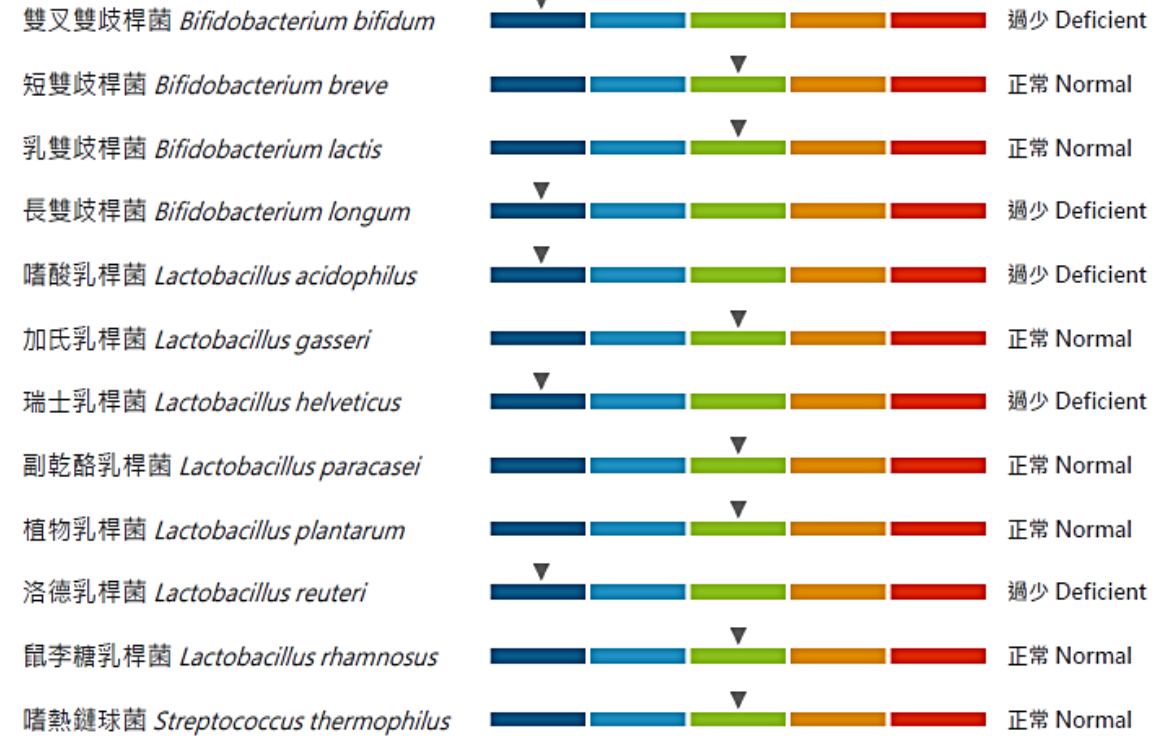 雙叉雙歧桿菌 Bifidobacterium bifidum 過少 Deficient
短雙歧桿菌 Bifidobacterium breve 正常 Normal
乳雙歧桿菌 Bifidobacterium lactis 正常 Normal
長雙歧桿菌 Bifidobacterium longum 過少 Deficient
嗜酸乳桿菌 Lactobacillus acidophilus 過少 Deficient
加氏乳桿菌 Lactobacillus gasseri 正常 Normal
瑞士乳桿菌 Lactobacillus helveticus 過少 Deficient
副乾酪乳桿菌 Lactobacillus paracasei 正常 Normal
植物乳桿菌 Lactobacillus plantarum 正常 Normal
洛德乳桿菌 Lactobacillus reuteri 過少 Deficient
鼠李糖乳桿菌 Lactobacillus rhamnosus 正常 Normal
嗜熱鏈球菌 Streptococcus thermophilus 正常 Normal